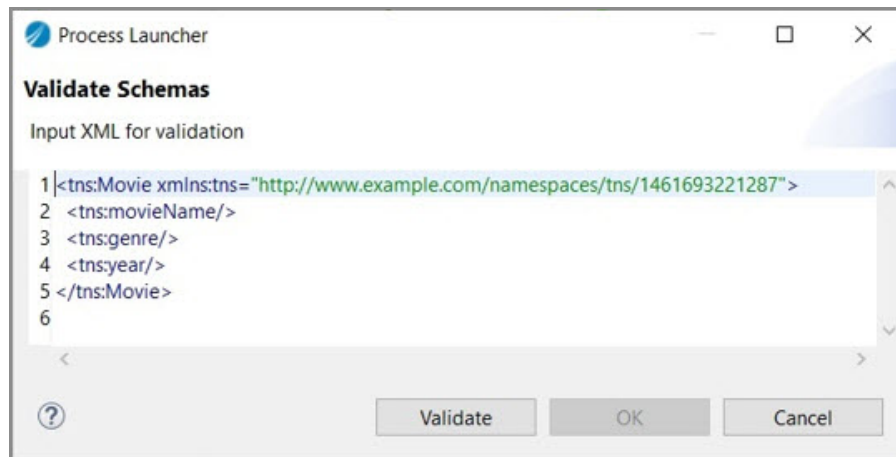 Process Launcher
Validate Schemas
Input XML for validation
1 <tns:Movie xmlns:tns="http://www.example.com/namespaces/tns/1461693221287">
2   <tns:movieName/>
3   <tns:genre/>
4   <tns:year/>
5 </tns:Movie>
6
? Validate OK Cancel